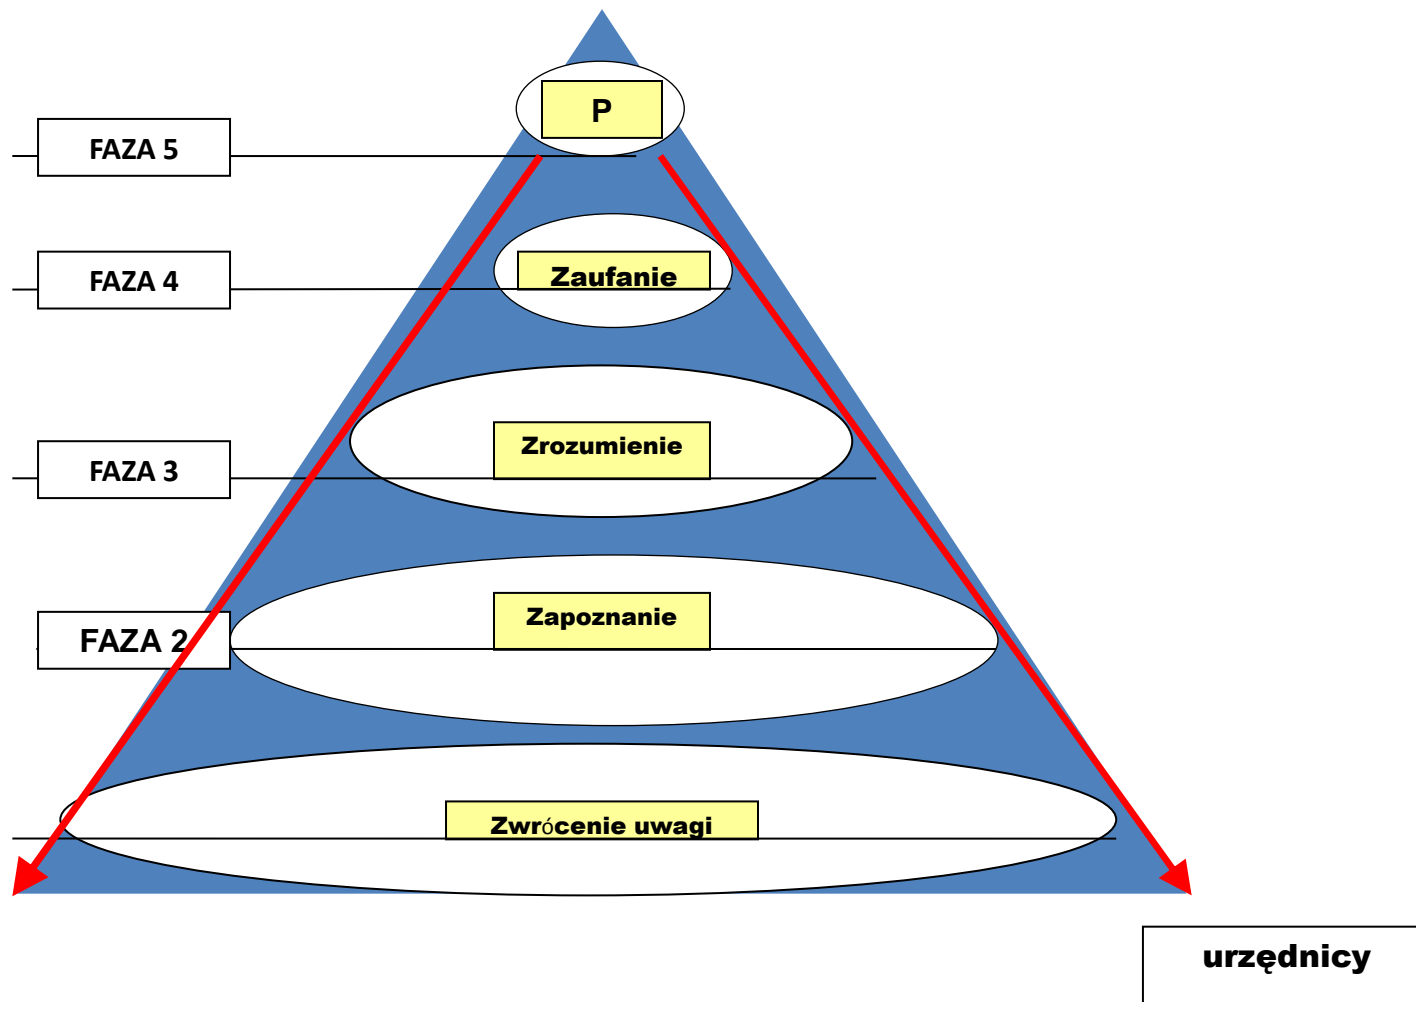 P
FAZA 5
FAZA 4
Zaufanie
Zrozumienie
FAZA 3
Zapoznanie
FAZA 2
Zwrócenie uwagi
urzędnicy